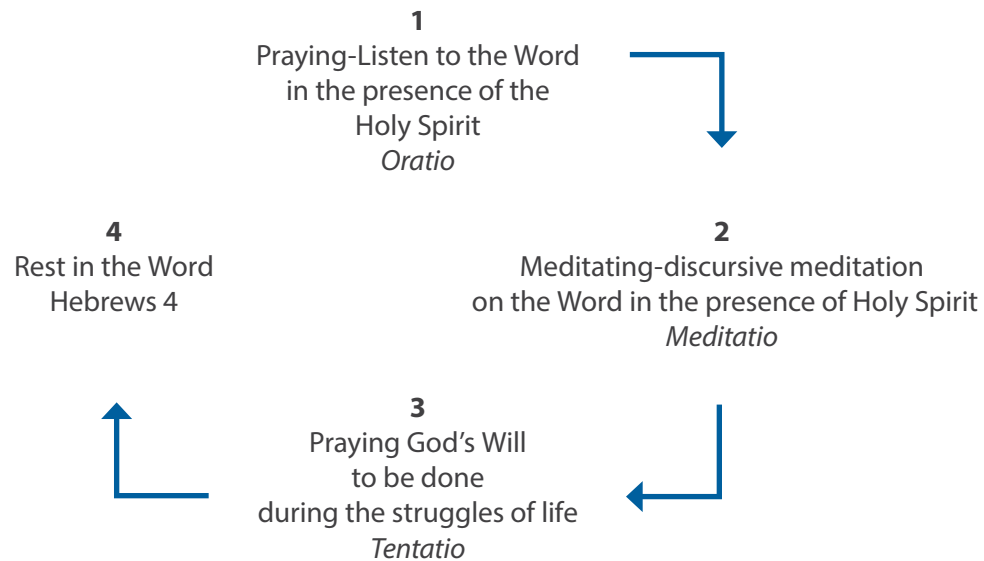 1
Praying-Listen to the Word
in the presence of the
Holy Spirit
Oratio
2
Meditating-discursive meditation
on the Word in the presence of Holy Spirit
Meditatio
3
Praying God’s Will
to be done
during the struggles of life
Tentatio
4
Rest in the Word
Hebrews 4